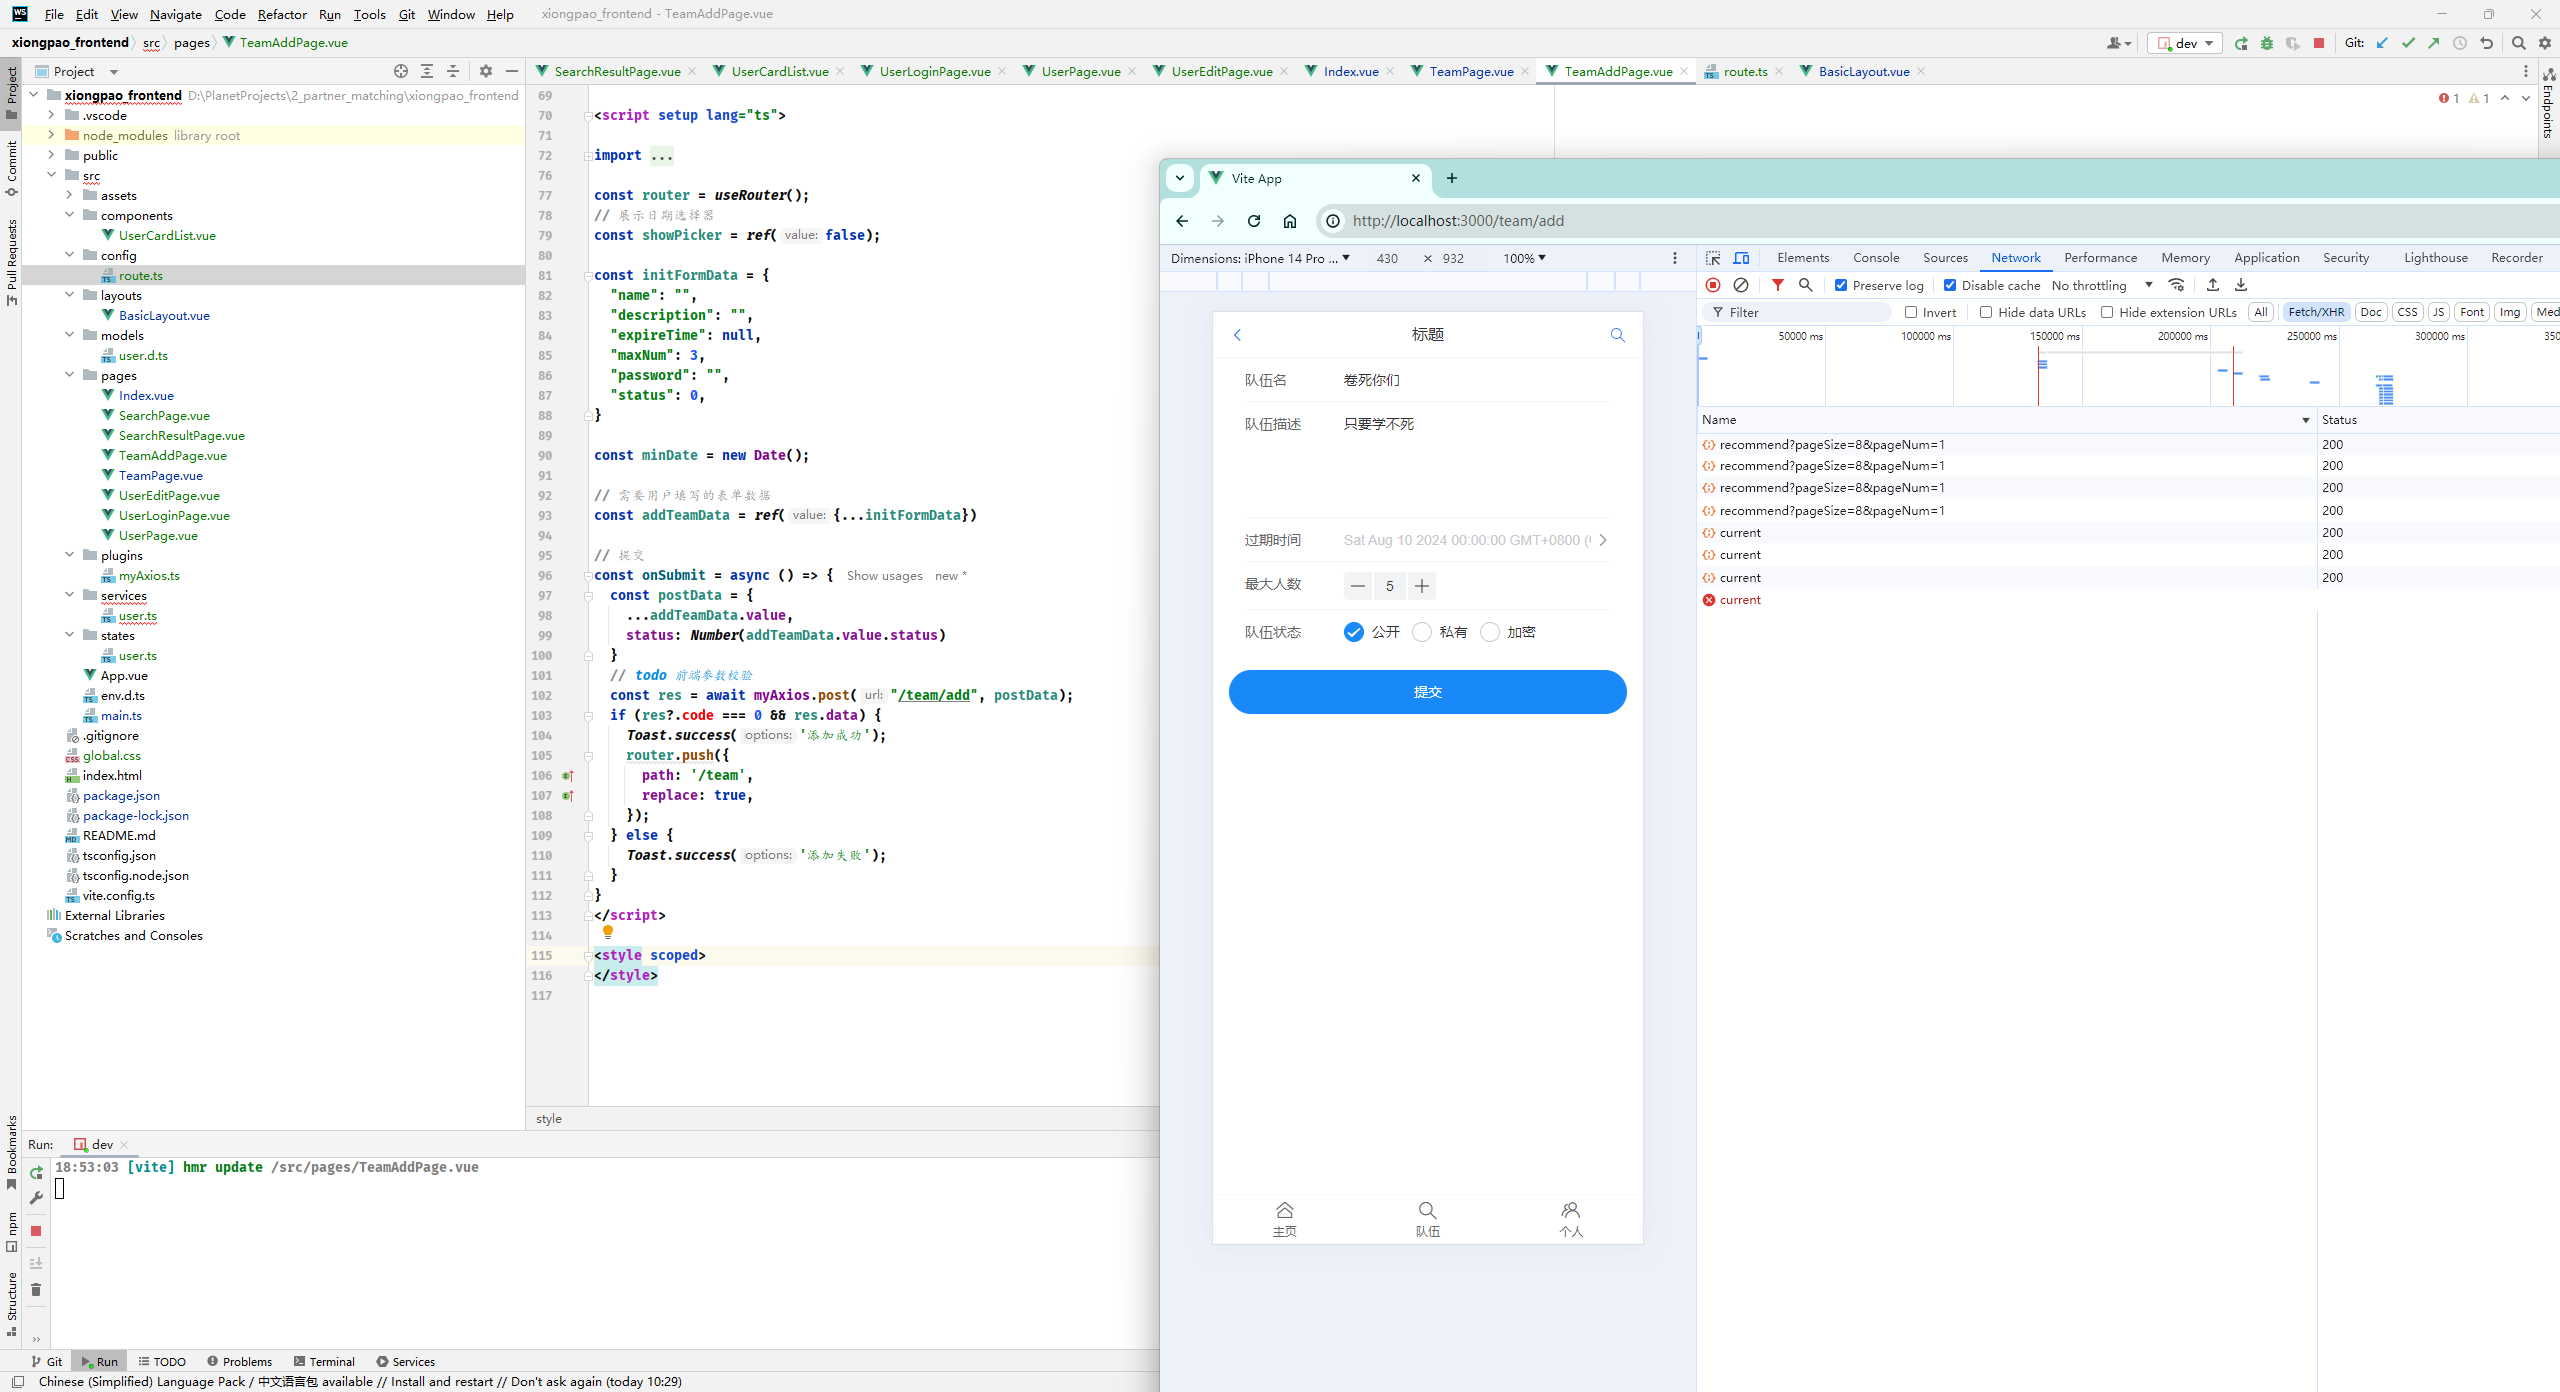 File Edit View Navigate Code Refactor Run Tools Git Window Help xiongpao_frontend - TeamAddPage.vue
xiongpao_frontend src pages TeamAddPage.vue
dev Git:
Project
SearchResultPage.vue UserCardList.vue UserLoginPage.vue UserPage.vue UserEditPage.vue Index.vue TeamPage.vue TeamAddPage.vue route.ts BasicLayout.vue
1 1
Project
Commit
Pull Requests
Bookmarks
npm
Structure
Endpoints
xiongpao_frontend D:\PlanetProjects\2_partner_matching\xiongpao_frontend
.vscode
node_modules library root
public
src
assets
components
UserCardList.vue
config
route.ts
layouts
BasicLayout.vue
models
user.d.ts
pages
Index.vue
SearchPage.vue
SearchResultPage.vue
TeamAddPage.vue
TeamPage.vue
UserEditPage.vue
UserLoginPage.vue
UserPage.vue
plugins
myAxios.ts
services
user.ts
states
user.ts
App.vue
env.d.ts
main.ts
.gitignore
global.css
index.html
package.json
package-lock.json
README.md
tsconfig.json
tsconfig.node.json
vite.config.ts
External Libraries
Scratches and Consoles
69
70 <script setup lang="ts">
71
72 import ...
76
77 const router = useRouter();
78 // 展示日期选择器
79 const showPicker = ref( value: false);
80
81 const initFormData = {
82 "name": "",
83 "description": "",
84 "expireTime": null,
85 "maxNum": 3,
86 "password": "",
87 "status": 0,
88 }
89
90 const minDate = new Date();
91
92 // 需要用户填写的表单数据
93 const addTeamData = ref( value: {...initFormData})
94
95 // 提交
96 const onSubmit = async () => { Show usages new *
97 const postData = {
98 ...addTeamData.value,
99 status: Number(addTeamData.value.status)
100 }
101 // todo 前端参数校验
102 const res = await myAxios.post( url: "/team/add", postData);
103 if (res?.code === 0 && res.data) {
104 Toast.success( options: '添加成功');
105 router.push({
106 path: '/team',
107 replace: true,
108 });
109 } else {
110 Toast.success( options: '添加失败');
111 }
112 }
113 </script>
114
115 <style scoped>
116 </style>
117
style
Vite App
http://localhost:3000/team/add
Dimensions: iPhone 14 Pro ... 430 × 932 100%
Elements Console Sources Network Performance Memory Application Security Lighthouse Recorder
Preserve log Disable cache No throttling
Filter Invert Hide data URLs Hide extension URLs All Fetch/XHR Doc CSS JS Font Img Med
50000 ms 100000 ms 150000 ms 200000 ms 250000 ms 300000 ms 350
Name Status
recommend?pageSize=8&pageNum=1 200
recommend?pageSize=8&pageNum=1 200
recommend?pageSize=8&pageNum=1 200
recommend?pageSize=8&pageNum=1 200
current 200
current 200
current 200
current
标题
队伍名 卷死你们
队伍描述 只要学不死
过期时间 Sat Aug 10 2024 00:00:00 GMT+0800 (
最大人数 5
队伍状态 公开 私有 加密
提交
主页 队伍 个人
Run: dev
18:53:03 [vite] hmr update /src/pages/TeamAddPage.vue
Git Run TODO Problems Terminal Services
Chinese (Simplified) Language Pack / 中文语言包 available // Install and restart // Don't ask again (today 10:29)